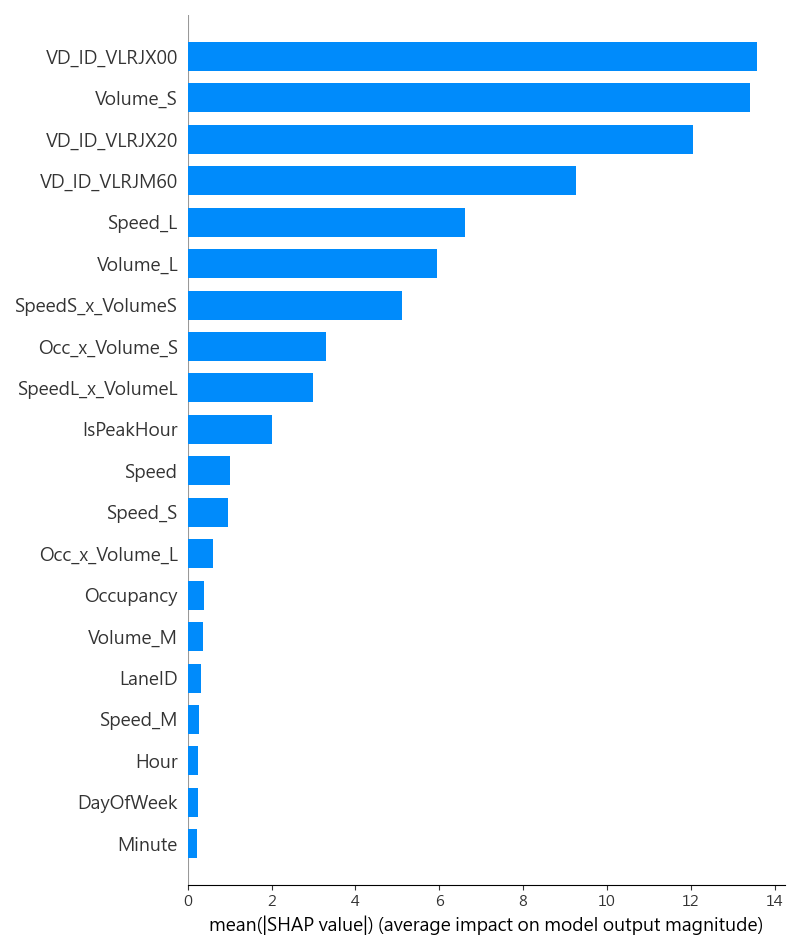 VD_ID_VLRJX00
Volume_S
VD_ID_VLRJX20
VD_ID_VLRJM60
Speed_L
Volume_L
SpeedS_x_VolumeS
Occ_x_Volume_S
SpeedL_x_VolumeL
IsPeakHour
Speed
Speed_S
Occ_x_Volume_L
Occupancy
Volume_M
LaneID
Speed_M
Hour
DayOfWeek
Minute
0 2 4 6 8 10 12 14
mean(|SHAP value|) (average impact on model output magnitude)